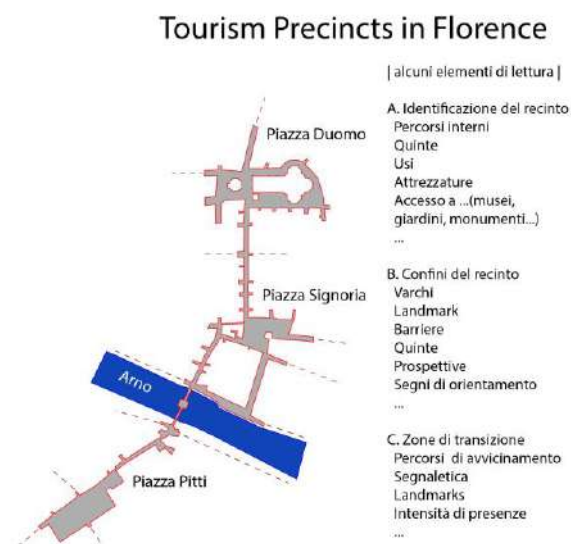 Tourism Precincts in Florence
| alcuni elementi di lettura |
A. Identificazione del recinto
Percorsi interni
Quinte
Usi
Attrezzature
Accesso a ...(musei,
giardini, monumenti...)
...
B. Confini del recinto
Varchi
Landmark
Barriere
Quinte
Prospettive
Segni di orientamento
...
C. Zone di transizione
Percorsi di avvicinamento
Segnaletica
Landmarks
Intensità di presenze
...
Piazza Duomo
Piazza Signoria
Arno
Piazza Pitti